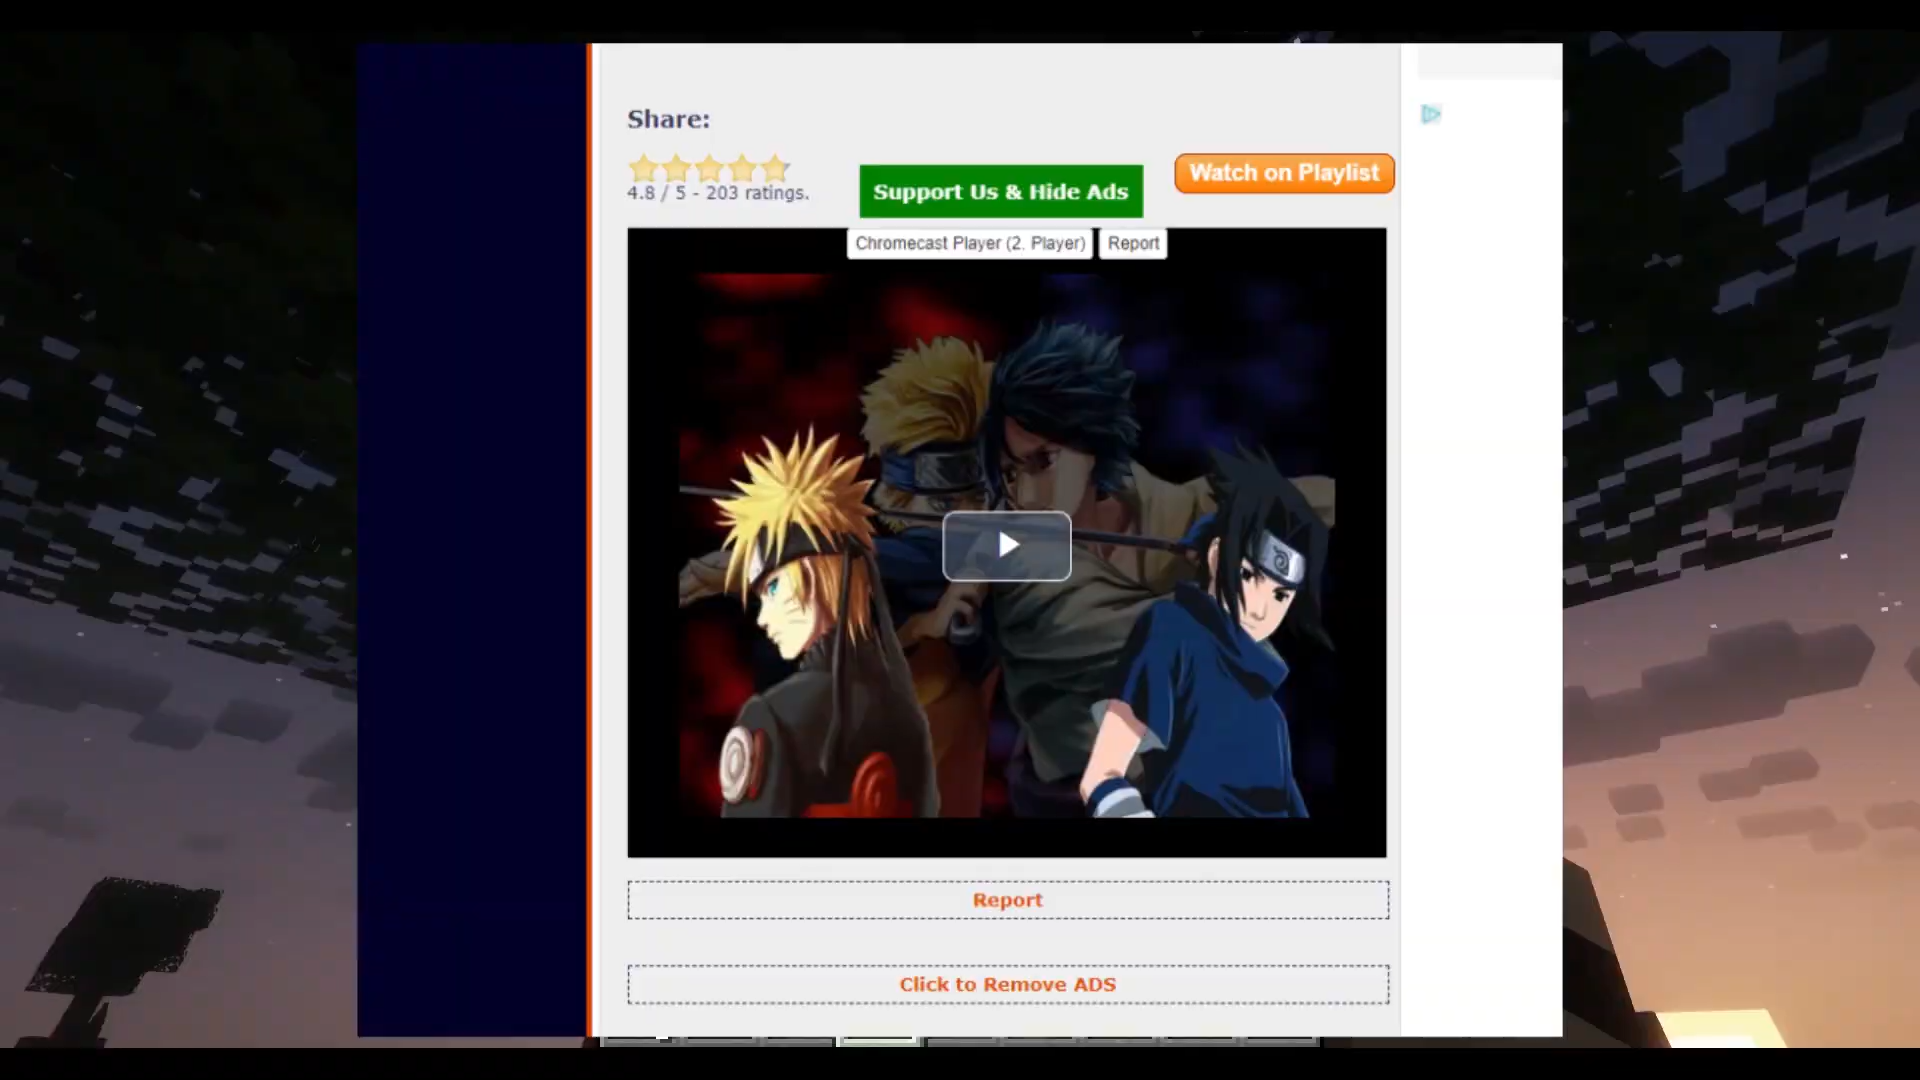 Share:
4.8 / 5 - 203 ratings.
Support Us & Hide Ads
Watch on Playlist
Chromecast Player (2. Player)
Report
Report
Click to Remove ADS